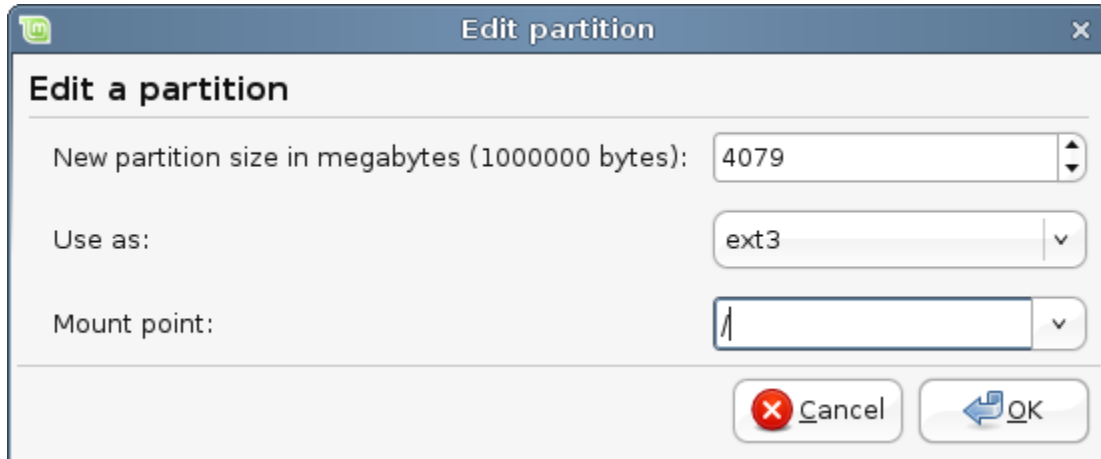 Edit partition
Edit a partition
New partition size in megabytes (1000000 bytes): 4079
Use as: ext3
Mount point: /
Cancel OK